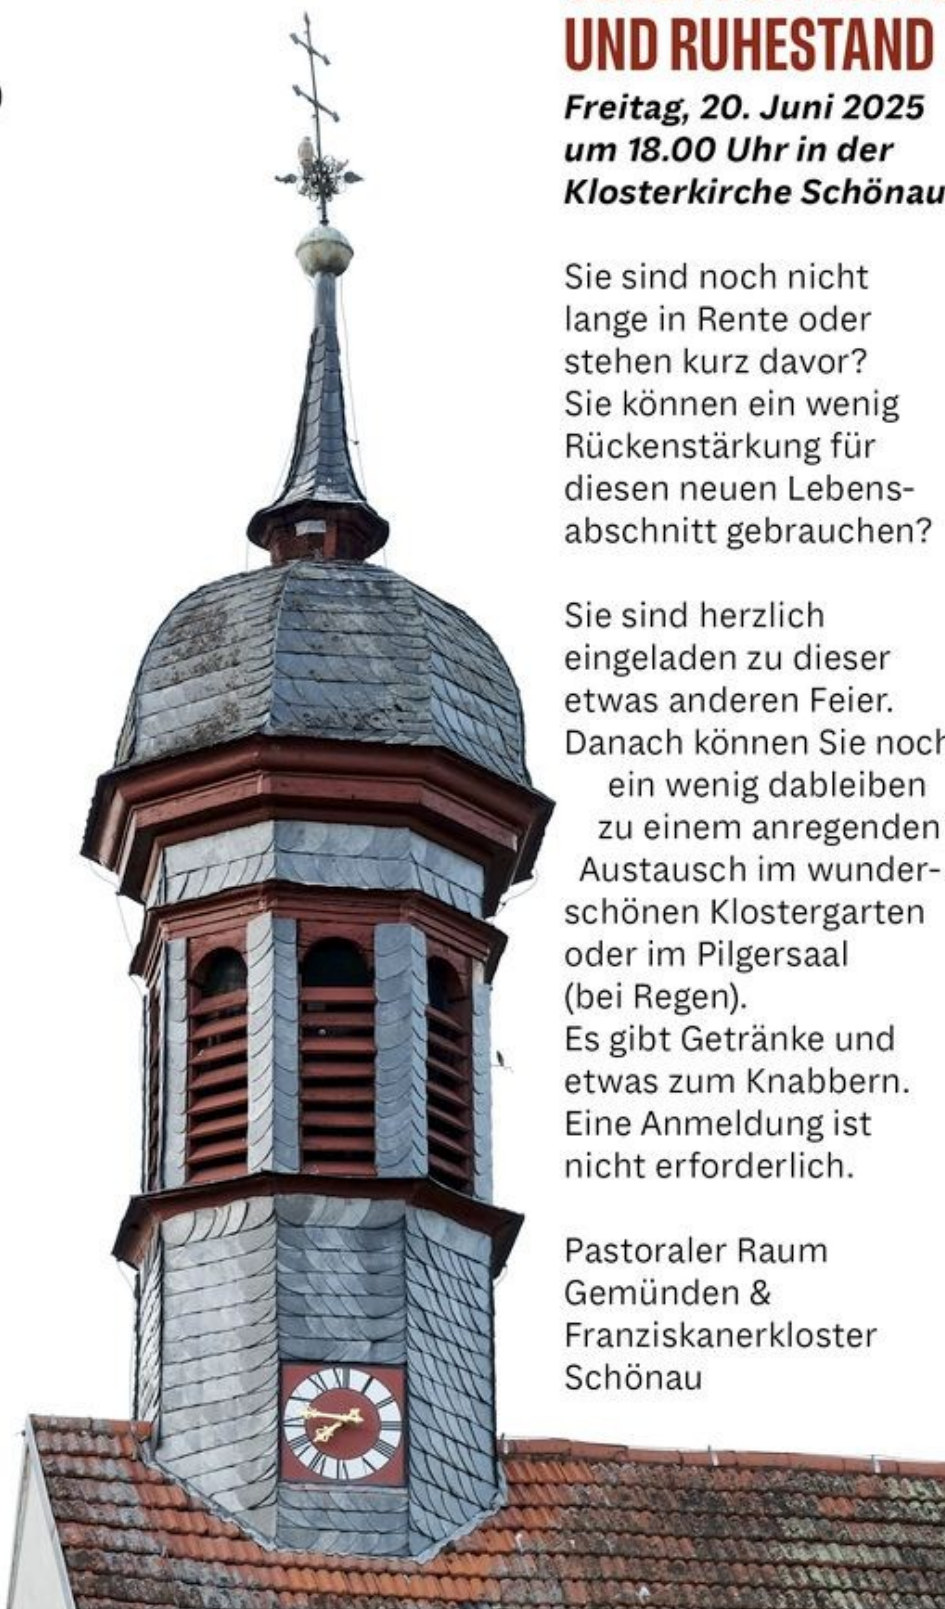 UND RUHESTAND
Freitag, 20. Juni 2025
um 18.00 Uhr in der
Klosterkirche Schönau
Sie sind noch nicht
lange in Rente oder
stehen kurz davor?
Sie können ein wenig
Rückenstärkung für
diesen neuen Lebens-
abschnitt gebrauchen?
Sie sind herzlich
eingeladen zu dieser
etwas anderen Feier.
Danach können Sie noch
ein wenig dableiben
zu einem anregenden
Austausch im wunder-
schönen Klostergarten
oder im Pilgersaal
(bei Regen).
Es gibt Getränke und
etwas zum Knabbern.
Eine Anmeldung ist
nicht erforderlich.
Pastoraler Raum
Gemünden &
Franziskanerkloster
Schönau